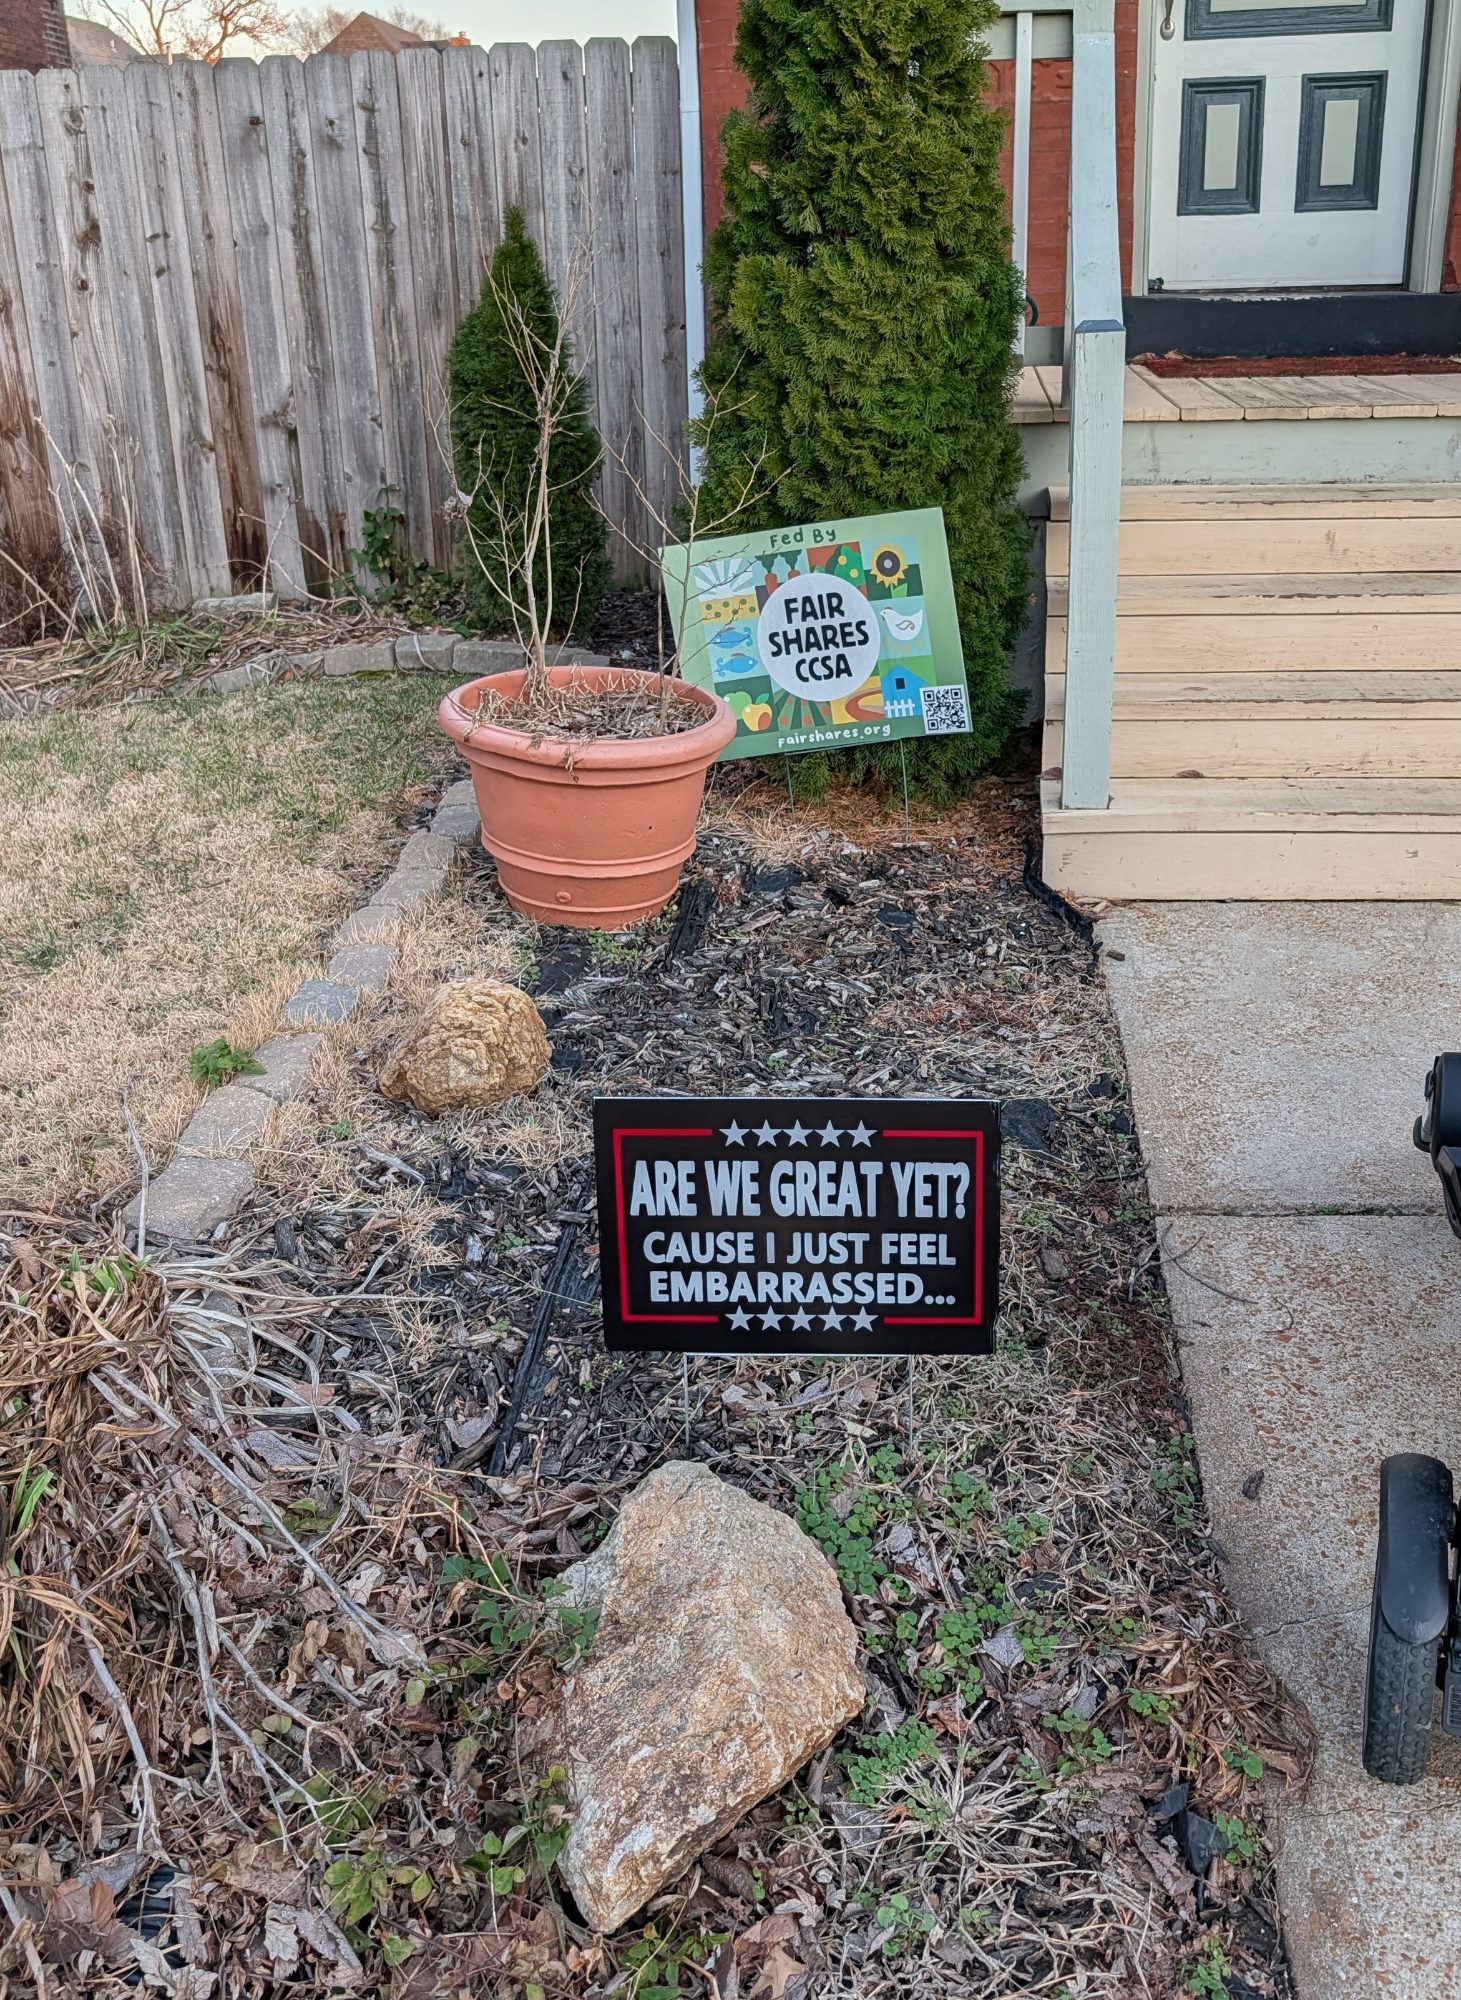 Fed By
FAIR
SHARES
CCSA
fairshares.org
ARE WE GREAT YET?
CAUSE I JUST FEEL
EMBARRASSED...